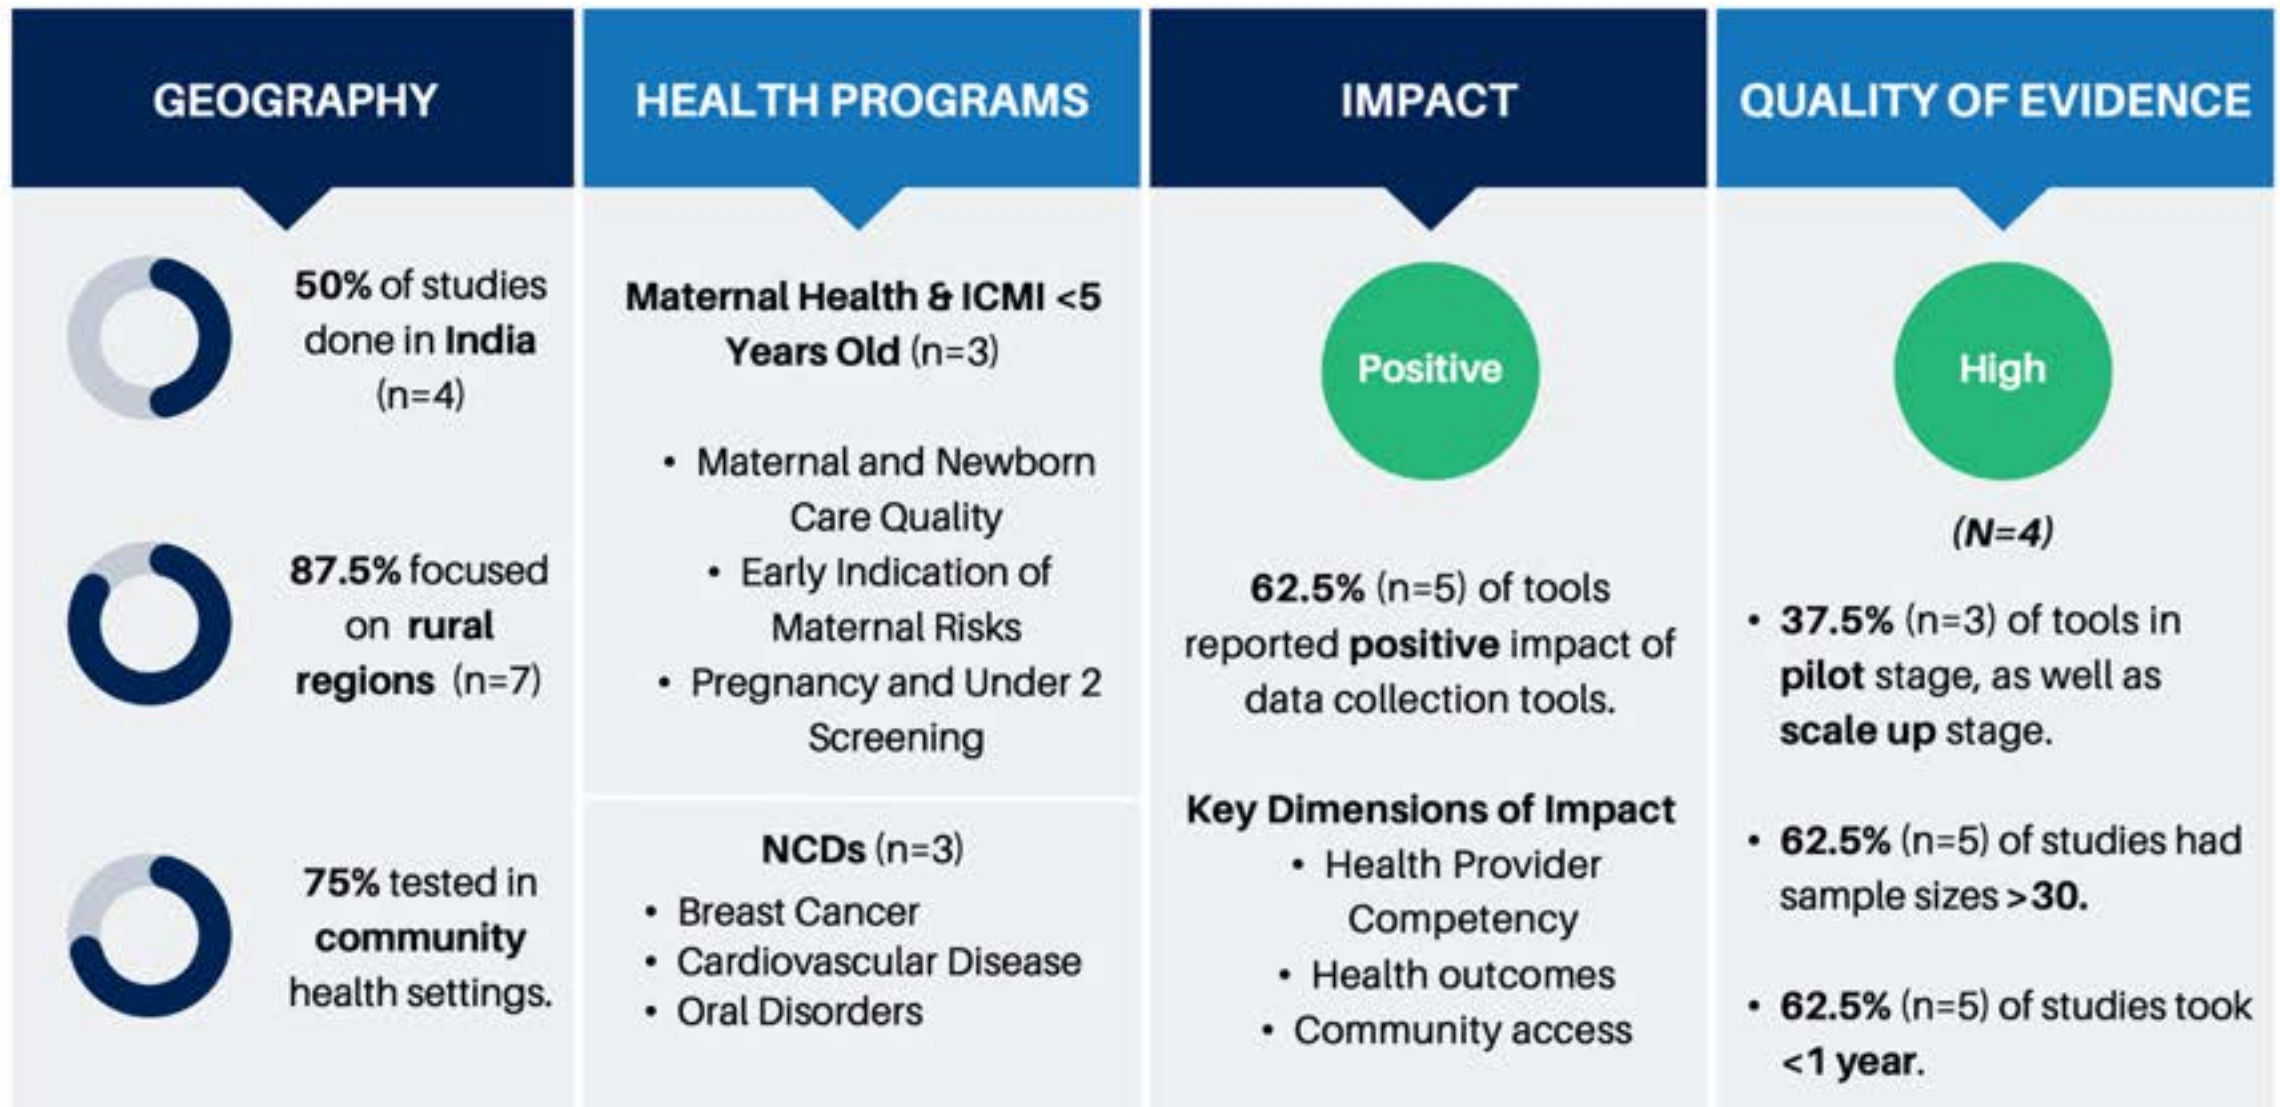 GEOGRAPHY
50% of studies
done in India
(n=4)
87.5% focused
on rural
regions (n=7)
75% tested in
community
health settings.
HEALTH PROGRAMS
Maternal Health & ICMI <5
Years Old (n=3)
• Maternal and Newborn
Care Quality
• Early Indication of
Maternal Risks
• Pregnancy and Under 2
Screening
NCDs (n=3)
• Breast Cancer
• Cardiovascular Disease
• Oral Disorders
IMPACT
Positive
62.5% (n=5) of tools
reported positive impact of
data collection tools.
Key Dimensions of Impact
• Health Provider
Competency
• Health outcomes
• Community access
QUALITY OF EVIDENCE
High
(N=4)
• 37.5% (n=3) of tools in
pilot stage, as well as
scale up stage.
• 62.5% (n=5) of studies had
sample sizes >30.
• 62.5% (n=5) of studies took
<1 year.